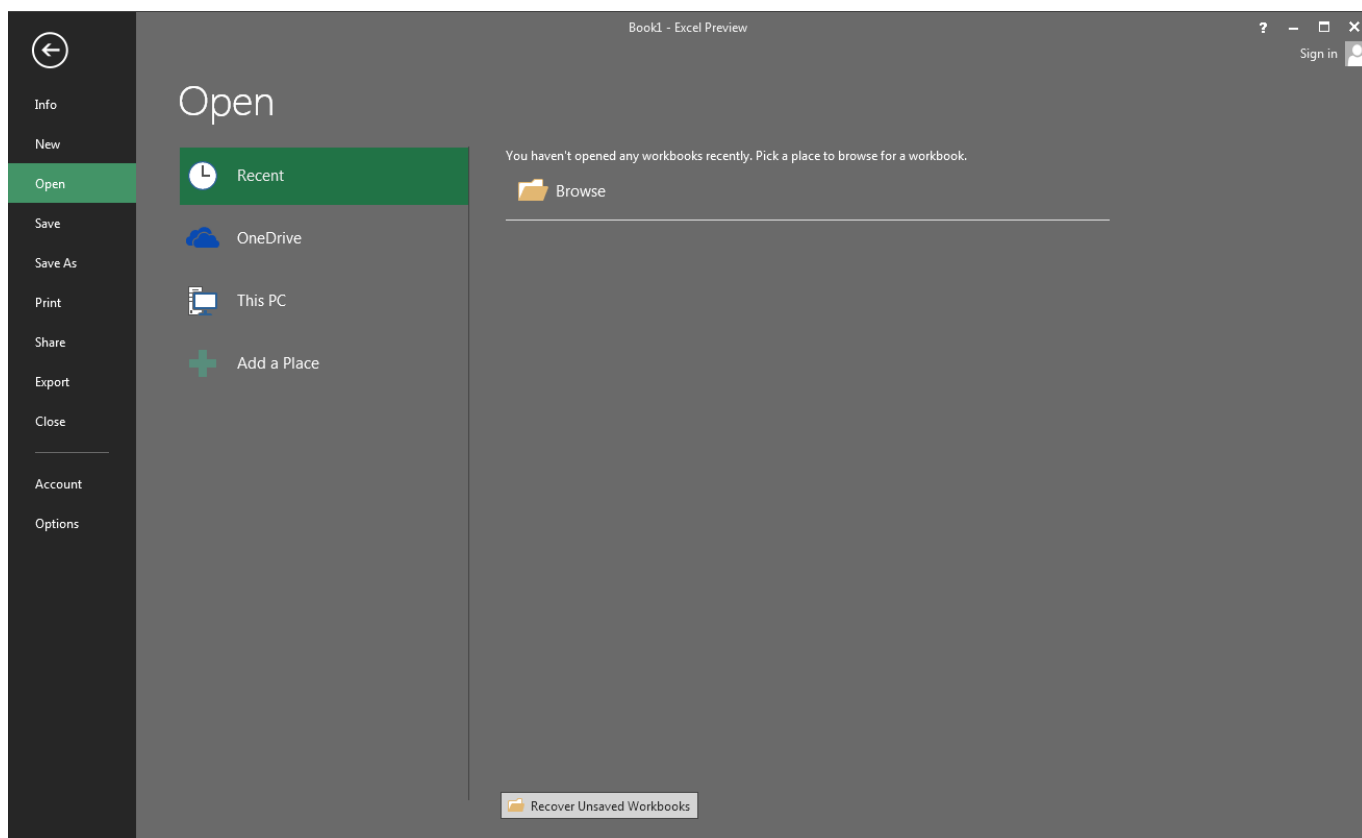 Book1 - Excel Preview
?
Sign in
Info
New
Open
Save
Save As
Print
Share
Export
Close
Account
Options
Open
Recent
OneDrive
This PC
Add a Place
You haven't opened any workbooks recently. Pick a place to browse for a workbook.
Browse
Recover Unsaved Workbooks